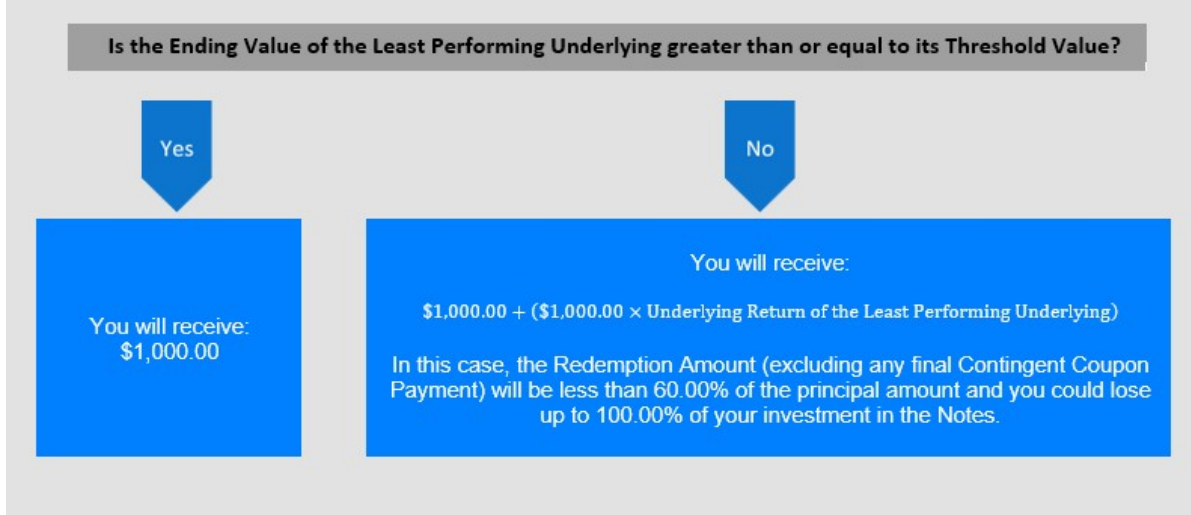 Is the Ending Value of the Least Performing Underlying greater than or equal to its Threshold Value?
Yes
No
You will receive:
$1,000.00
You will receive:
$1,000.00 + ($1,000.00 × Underlying Return of the Least Performing Underlying)
In this case, the Redemption Amount (excluding any final Contingent Coupon
Payment) will be less than 60.00% of the principal amount and you could lose
up to 100.00% of your investment in the Notes.